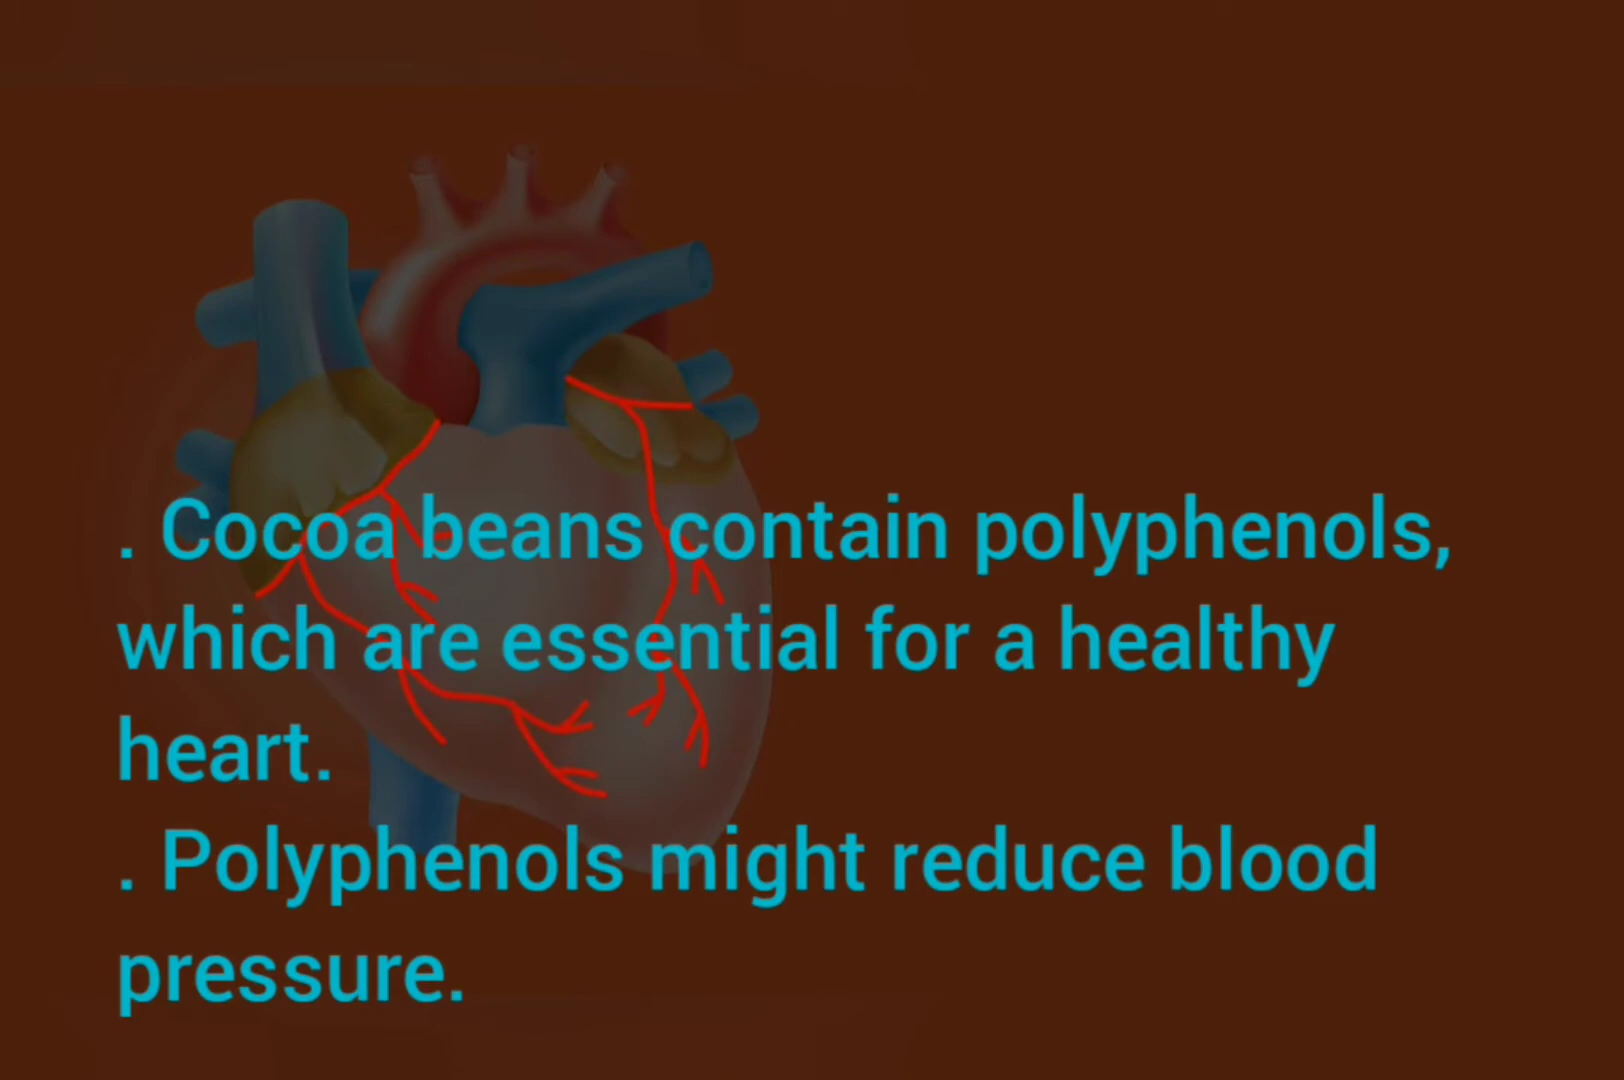 . Cocoa beans contain polyphenols,
which are essential for a healthy
heart.
. Polyphenols might reduce blood
pressure.